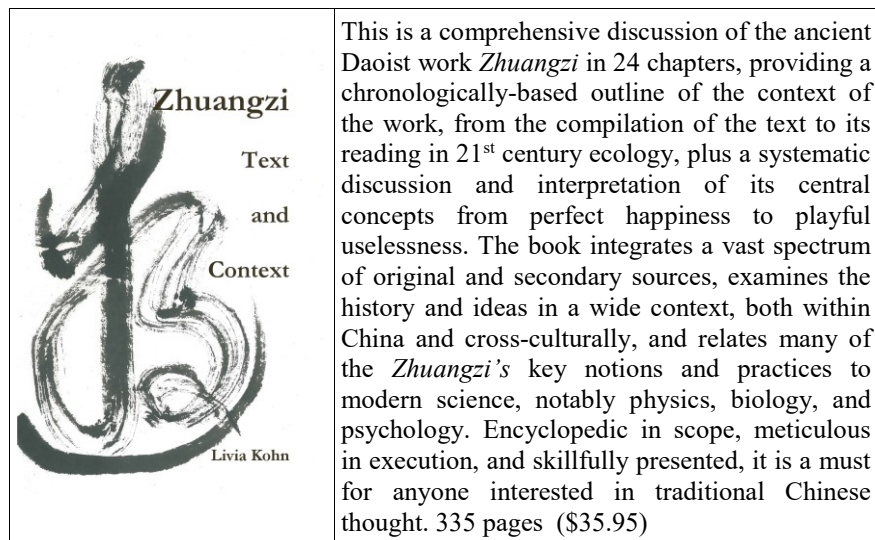 Zhuangzi
Text
and
Context
Livia Kohn
This is a comprehensive discussion of the ancient
Daoist work Zhuangzi in 24 chapters, providing a
chronologically-based outline of the context of
the work, from the compilation of the text to its
reading in 21st century ecology, plus a systematic
discussion and interpretation of its central
concepts from perfect happiness to playful
uselessness. The book integrates a vast spectrum
of original and secondary sources, examines the
history and ideas in a wide context, both within
China and cross-culturally, and relates many of
the Zhuangzi’s key notions and practices to
modern science, notably physics, biology, and
psychology. Encyclopedic in scope, meticulous
in execution, and skillfully presented, it is a must
for anyone interested in traditional Chinese
thought. 335 pages ($35.95)